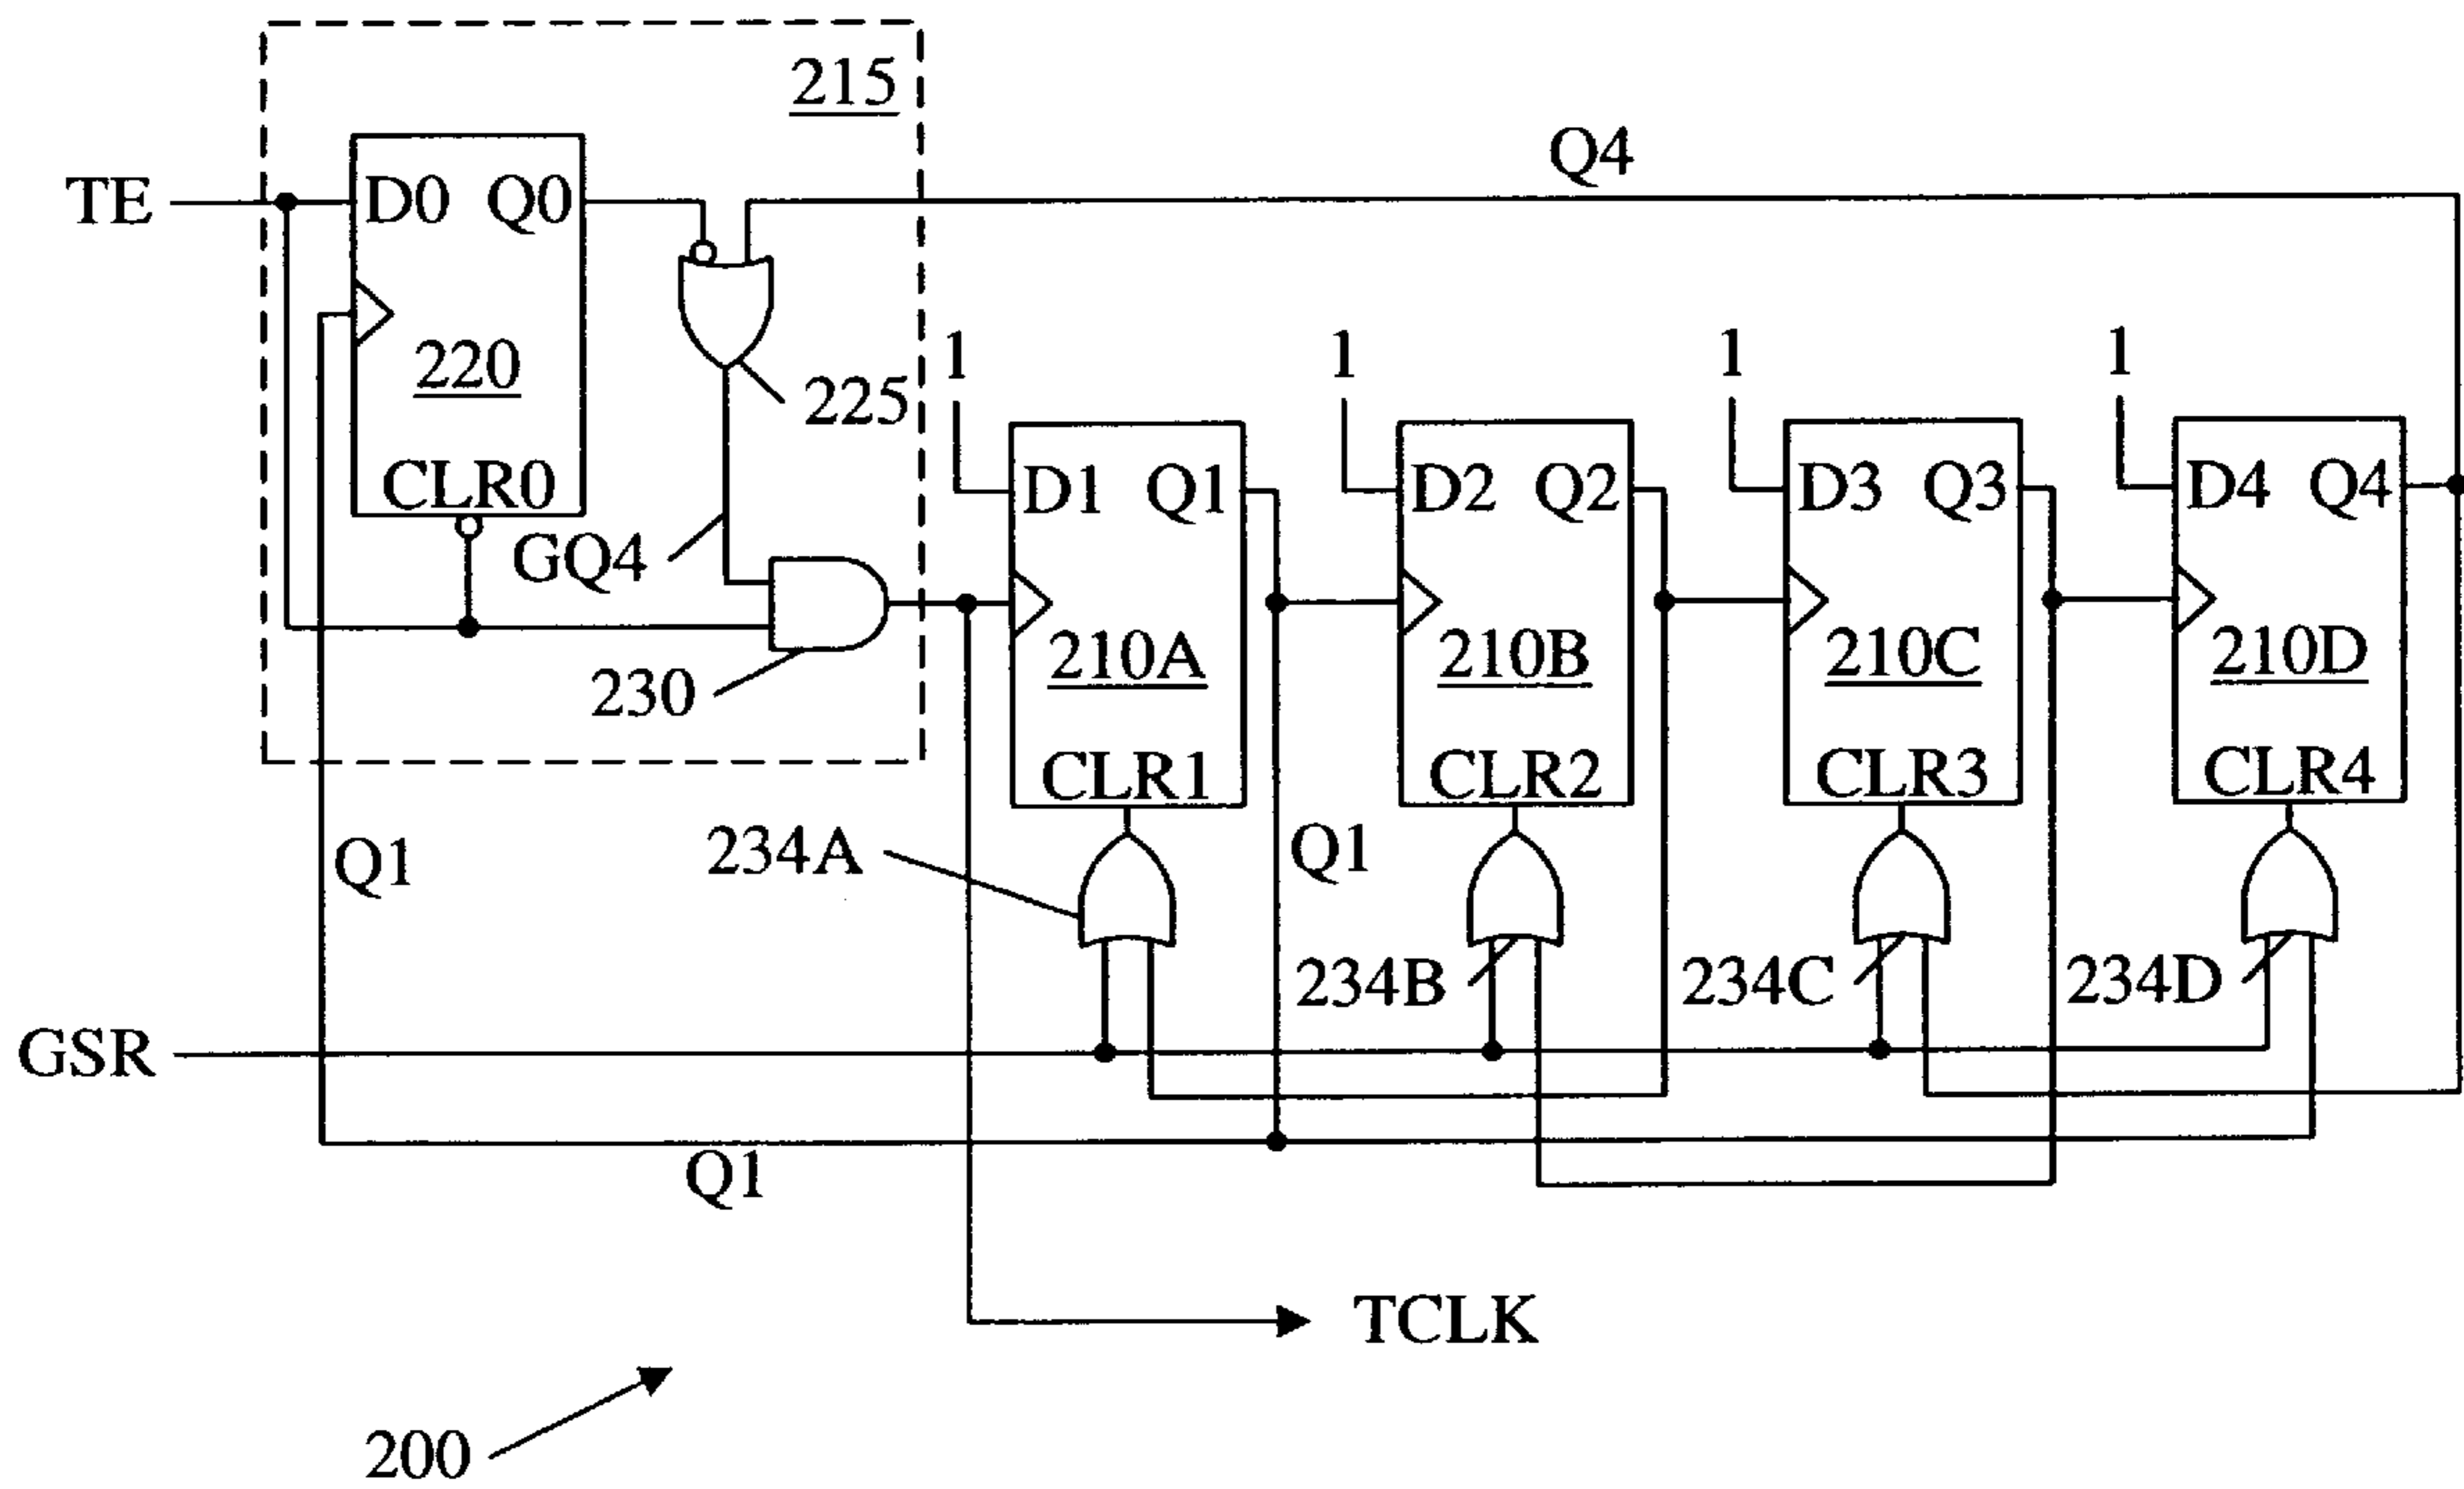 215
Q4
TE
D0 Q0
220
225
CLR0
GQ4
230
1
1
1
1
D1 Q1
D2 Q2
D3 Q3
D4 Q4
210A
210B
210C
210D
CLR1
CLR2
CLR3
CLR4
Q1
234A
Q1
234B
234C
234D
GSR
Q1
TCLK
200